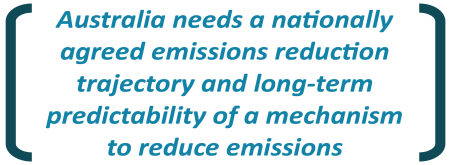 Australia needs a nationally
agreed emissions reduction
trajectory and long-term
predictability of a mechanism
to reduce emissions